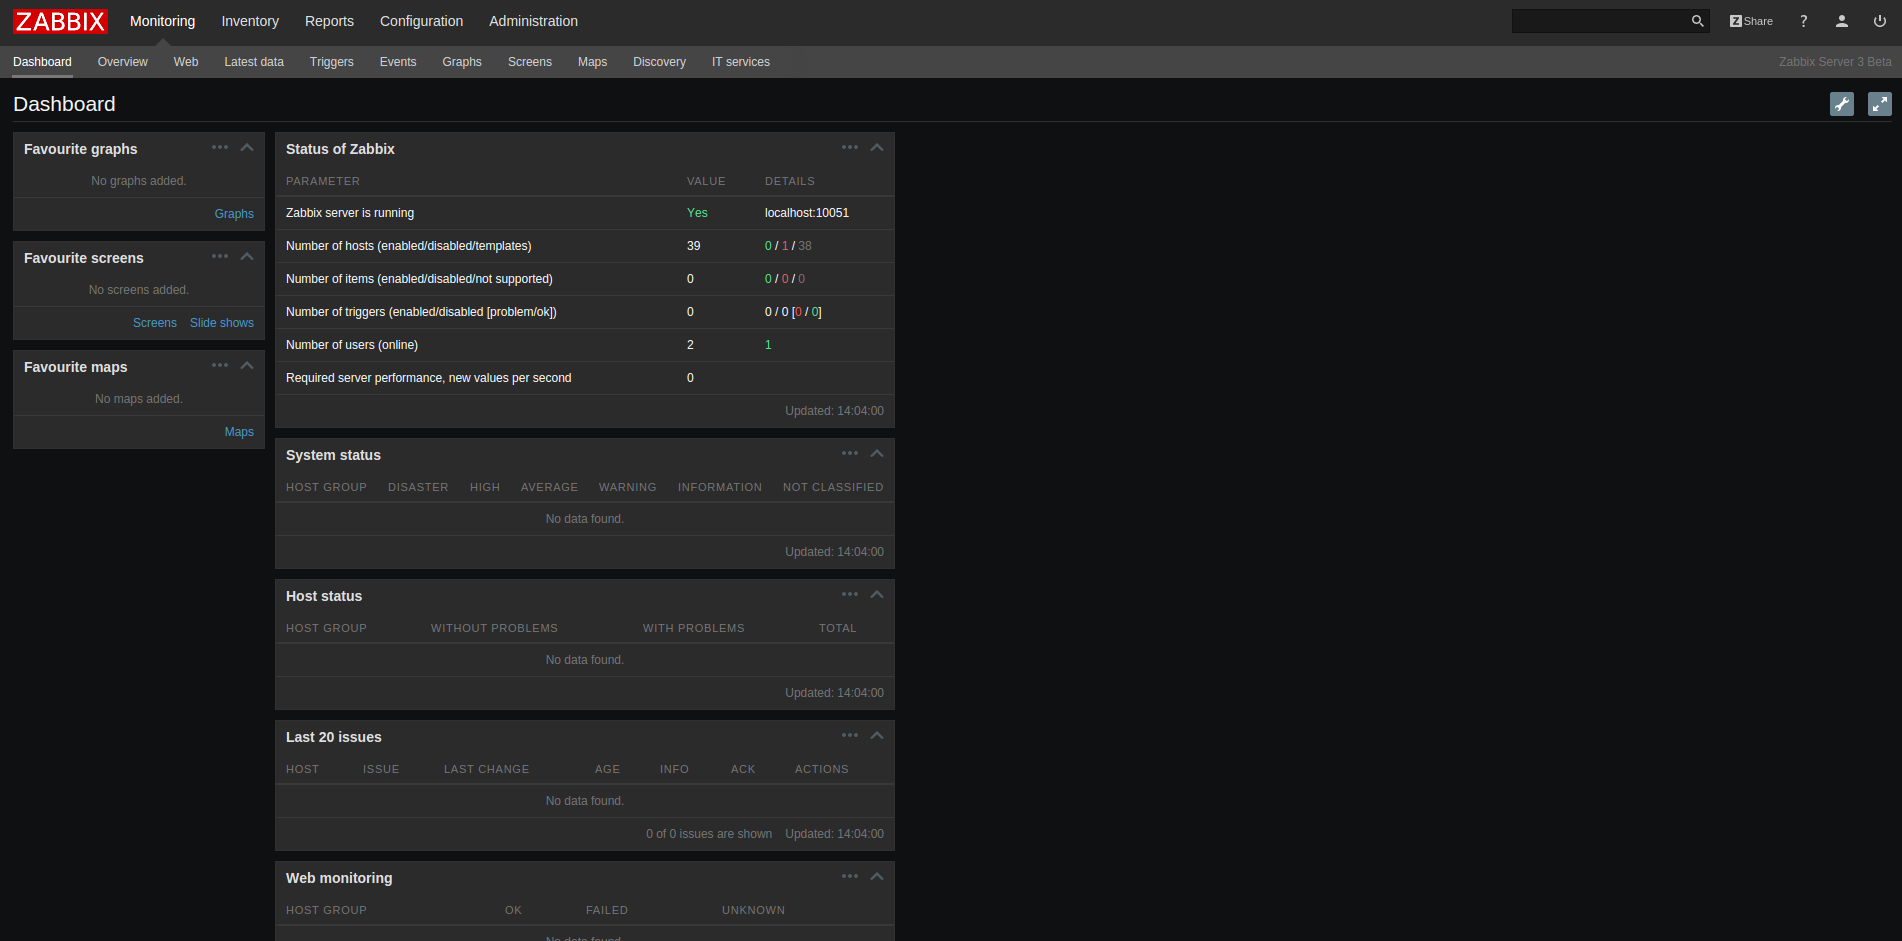 ZABBIX Monitoring Inventory Reports Configuration Administration Z Share ?
Dashboard Overview Web Latest data Triggers Events Graphs Screens Maps Discovery IT services Zabbix Server 3 Beta
Dashboard
Favourite graphs
No graphs added.
Graphs
Favourite screens
No screens added.
Screens Slide shows
Favourite maps
No maps added.
Maps
Status of Zabbix
PARAMETER VALUE DETAILS
Zabbix server is running Yes localhost:10051
Number of hosts (enabled/disabled/templates) 39 0 / 1 / 38
Number of items (enabled/disabled/not supported) 0 0 / 0 / 0
Number of triggers (enabled/disabled [problem/ok]) 0 0 / 0 [0 / 0]
Number of users (online) 2 1
Required server performance, new values per second 0
Updated: 14:04:00
System status
HOST GROUP DISASTER HIGH AVERAGE WARNING INFORMATION NOT CLASSIFIED
No data found.
Updated: 14:04:00
Host status
HOST GROUP WITHOUT PROBLEMS WITH PROBLEMS TOTAL
No data found.
Updated: 14:04:00
Last 20 issues
HOST ISSUE LAST CHANGE AGE INFO ACK ACTIONS
No data found.
0 of 0 issues are shown Updated: 14:04:00
Web monitoring
HOST GROUP OK FAILED UNKNOWN
No data found.